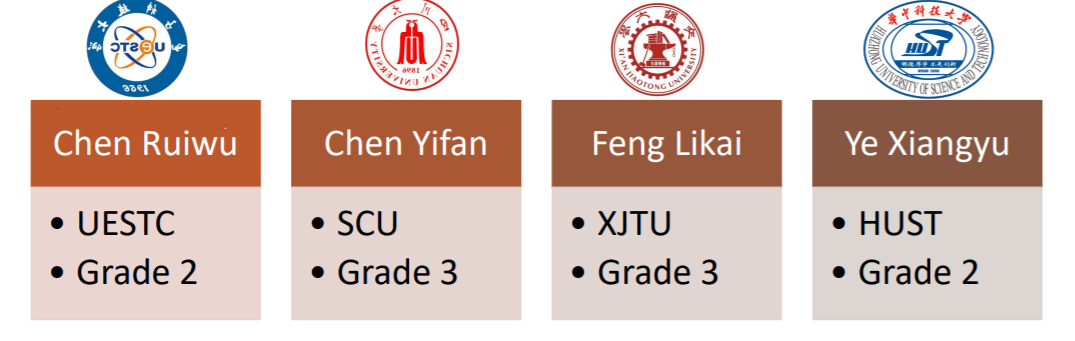 UESTC
1956
1896
SICHUAN UNIVERSITY
1896
XI'AN JIAOTONG UNIVERSITY
华中科技大学
HUST
HUAZHONG UNIVERSITY OF SCIENCE AND TECHNOLOGY
Chen Ruiwu
Chen Yifan
Feng Likai
Ye Xiangyu
• UESTC
• Grade 2
• SCU
• Grade 3
• XJTU
• Grade 3
• HUST
• Grade 2